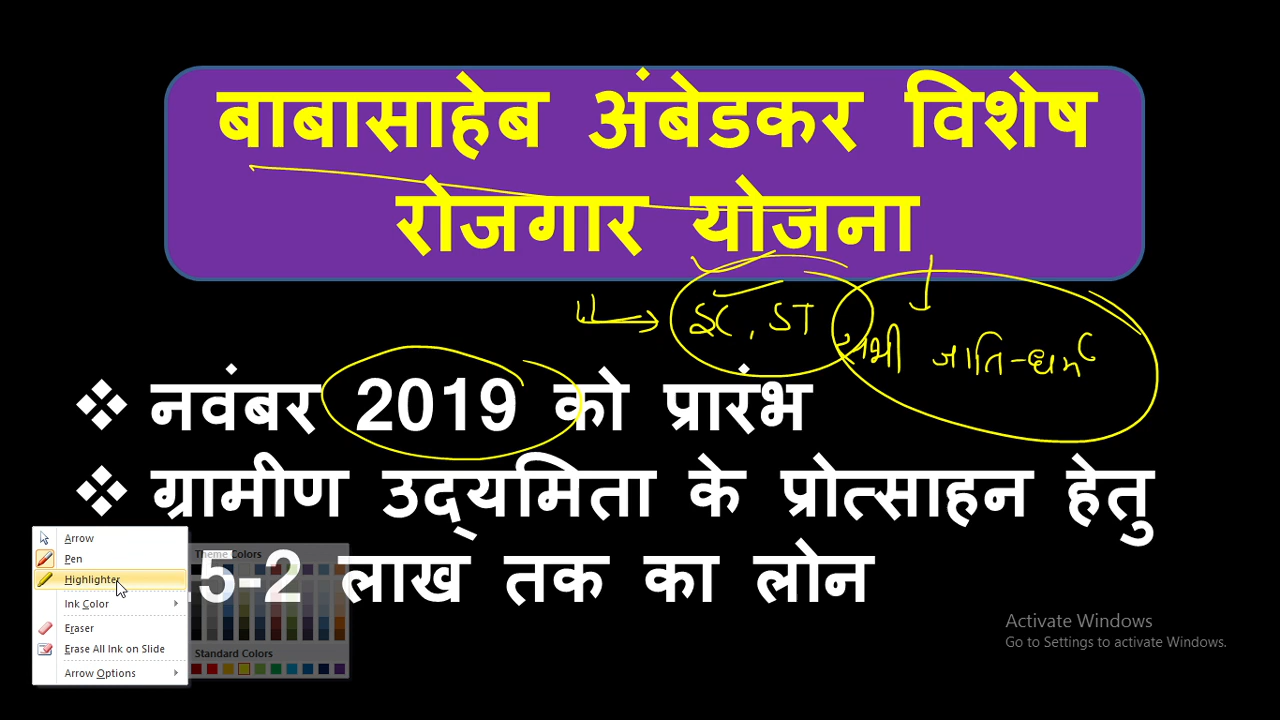 बाबासाहेब अंबेडकर विशेष
रोजगार योजना
SC, ST
सभी जाति-धर्म
❖ नवंबर 2019 को प्रारंभ
❖ ग्रामीण उद्यमिता के प्रोत्साहन हेतु
5-2 लाख तक का लोन
Arrow
Pen
Highlighter
Ink Color
Eraser
Erase All Ink on Slide
Arrow Options
Theme Colors
Standard Colors
Activate Windows
Go to Settings to activate Windows.